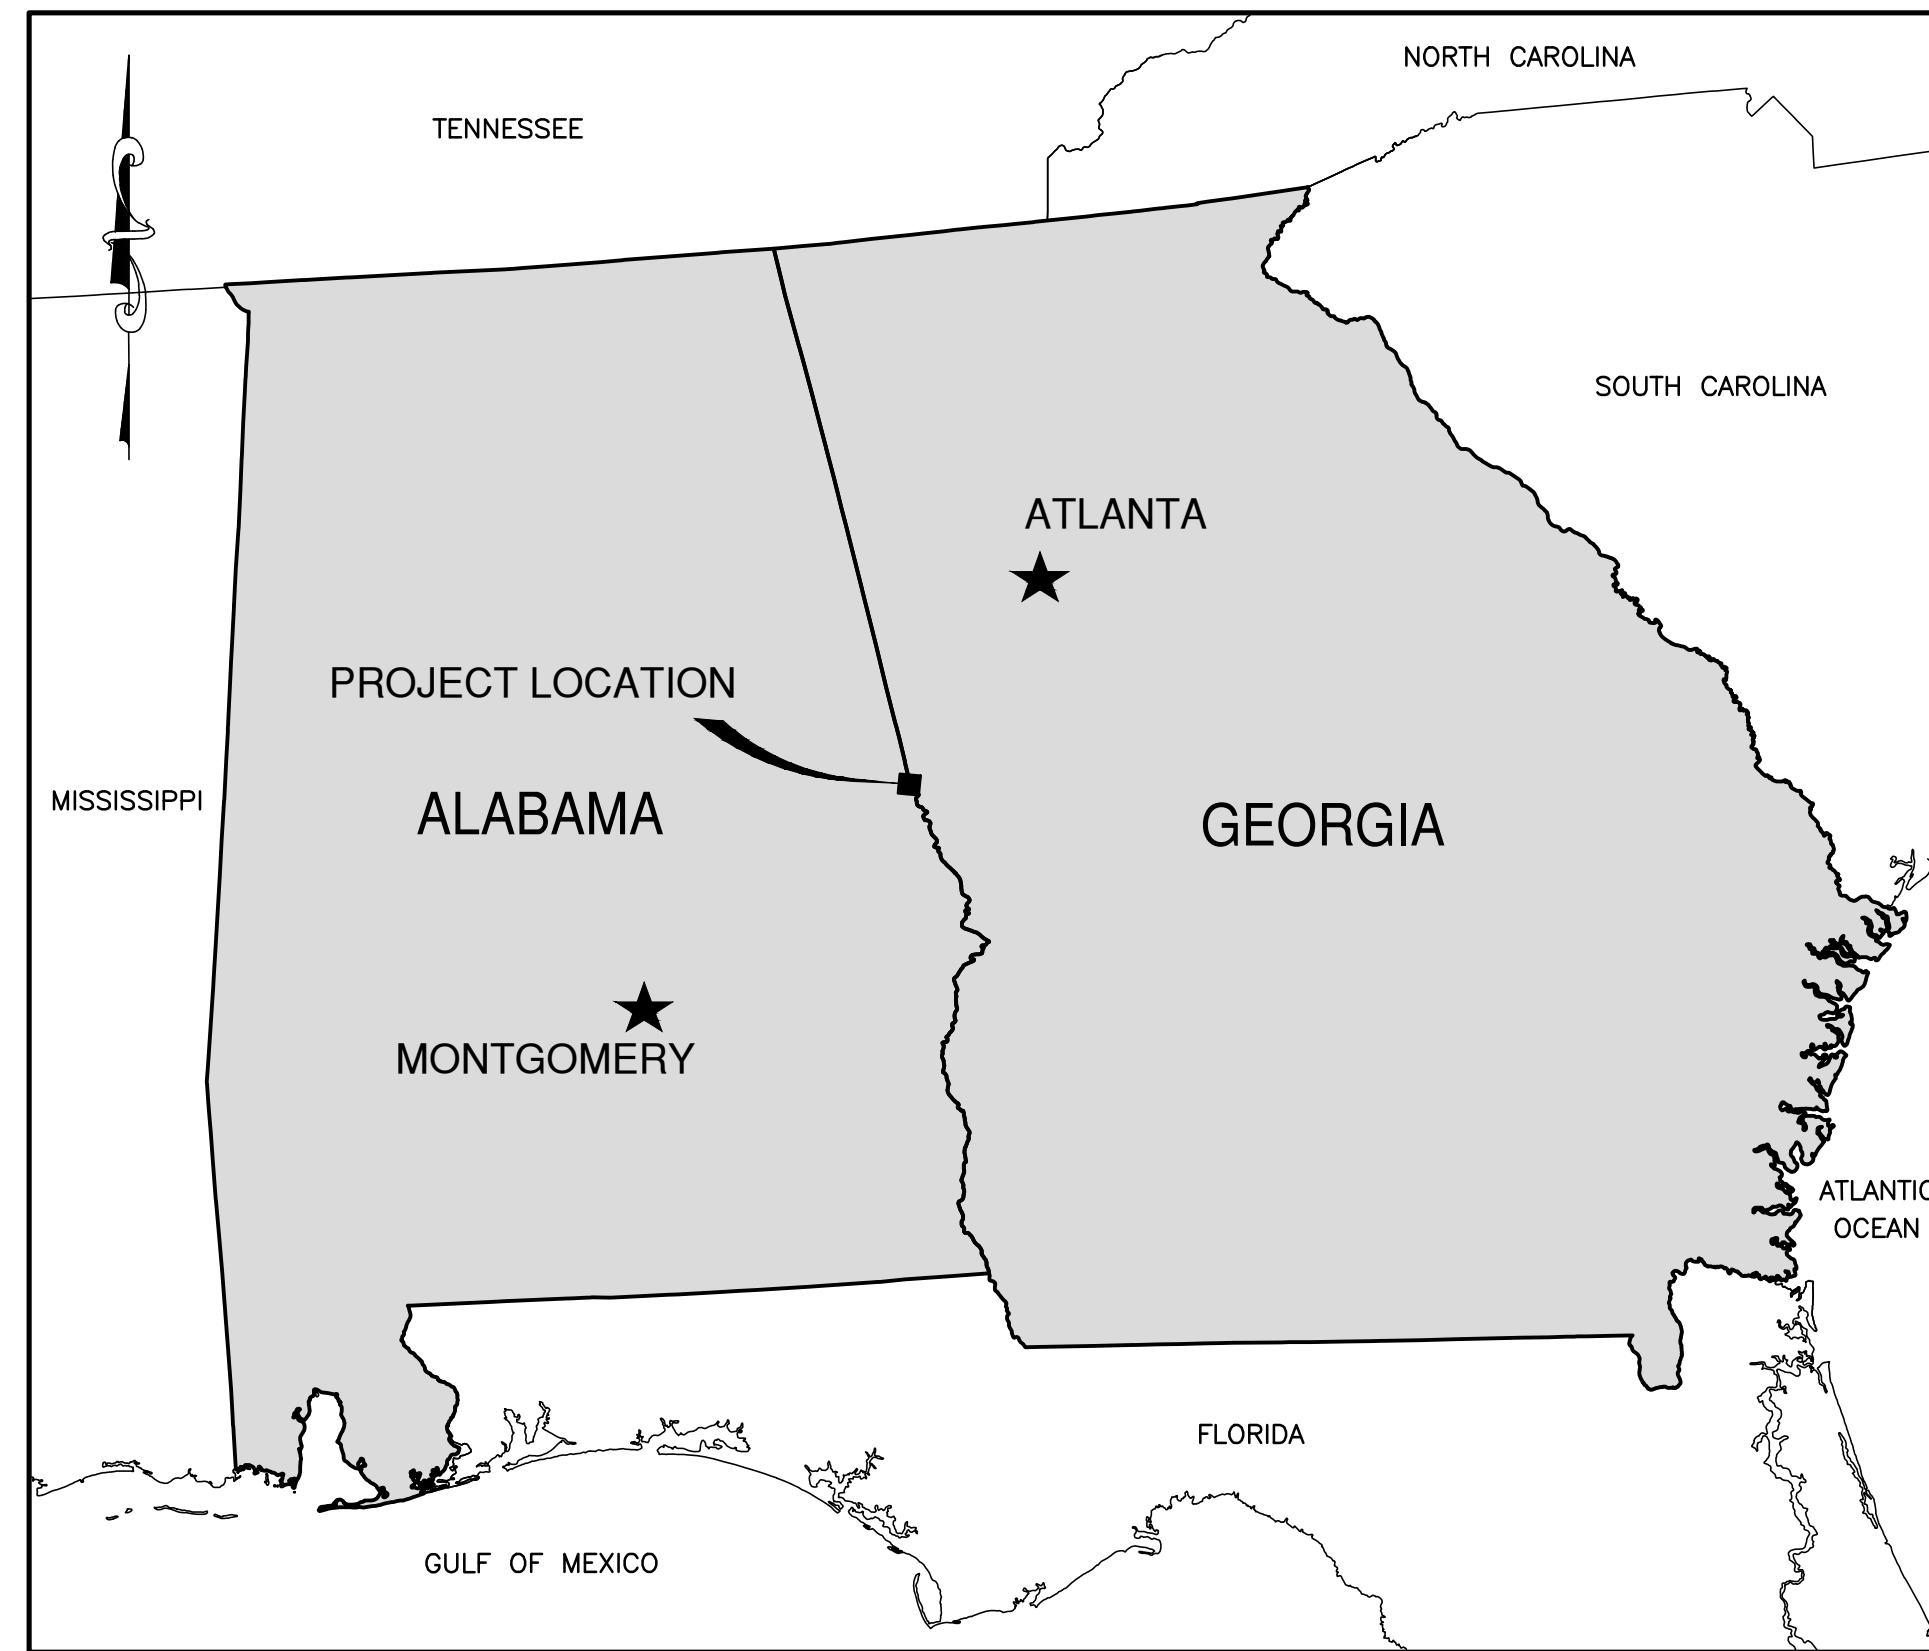 NORTH CAROLINA
TENNESSEE
SOUTH CAROLINA
ATLANTA
PROJECT LOCATION
MISSISSIPPI
ALABAMA
GEORGIA
MONTGOMERY
ATLANTIC
OCEAN
FLORIDA
GULF OF MEXICO